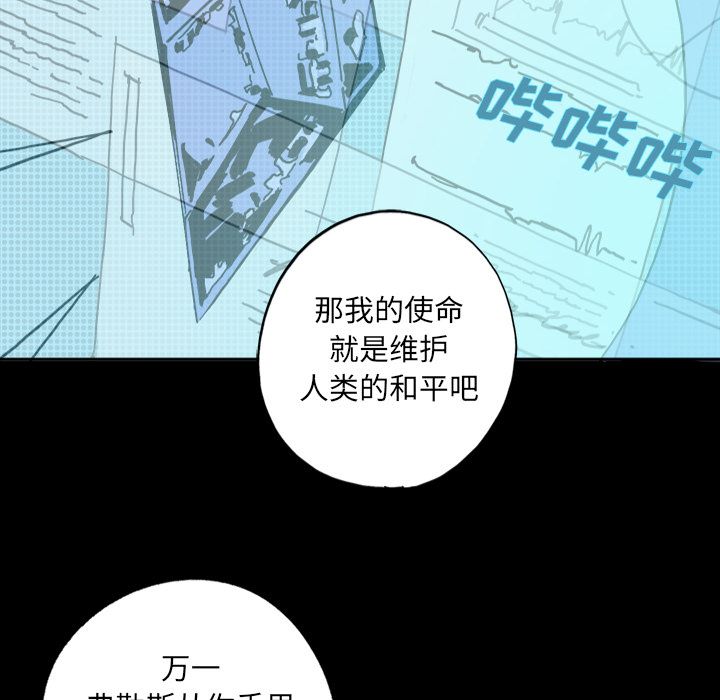 哔哔哔
那我的使命
就是维护
人类的和平吧
万一